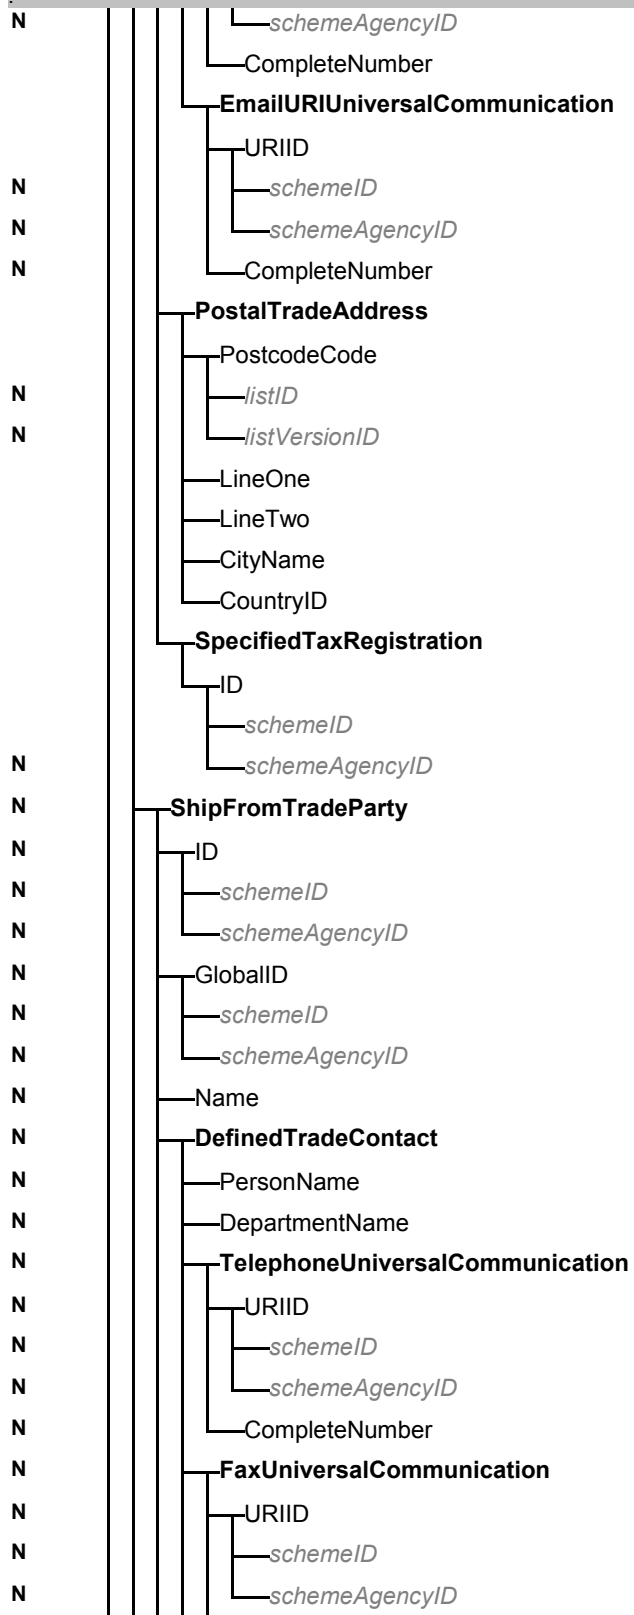 N schemeAgencyID
CompleteNumber
EmailURIUniversalCommunication
URIID
N schemeID
N schemeAgencyID
N CompleteNumber
PostalTradeAddress
PostcodeCode
N listID
N listVersionID
LineOne
LineTwo
CityName
CountryID
SpecifiedTaxRegistration
ID
schemeID
N schemeAgencyID
N ShipFromTradeParty
N ID
N schemeID
N schemeAgencyID
N GlobalID
N schemeID
N schemeAgencyID
N Name
N DefinedTradeContact
N PersonName
N DepartmentName
N TelephoneUniversalCommunication
N URIID
N schemeID
N schemeAgencyID
N CompleteNumber
N FaxUniversalCommunication
N URIID
N schemeID
N schemeAgencyID